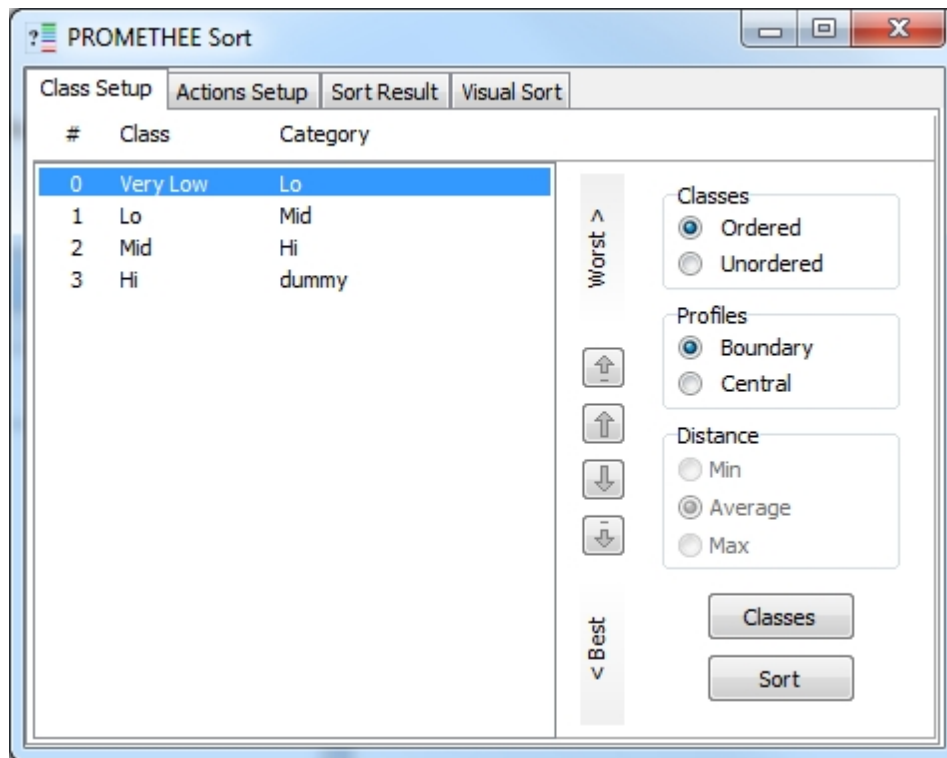 ? PROMETHEE Sort
Class Setup Actions Setup Sort Result Visual Sort
# Class Category
0 Very Low Lo
1 Lo Mid
2 Mid Hi
3 Hi dummy
Worst >
< Best
Classes
Ordered
Unordered
Profiles
Boundary
Central
Distance
Min
Average
Max
Classes
Sort